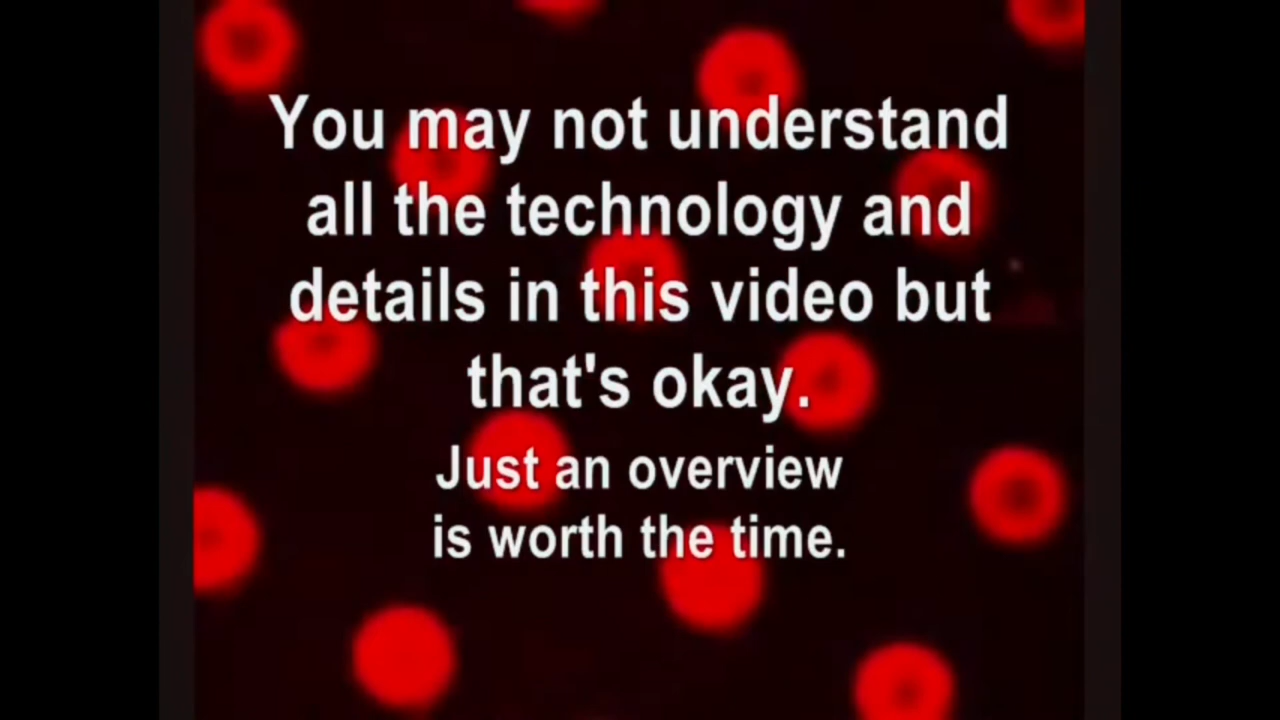 You may not understand
all the technology and
details in this video but
that's okay.
Just an overview
is worth the time.